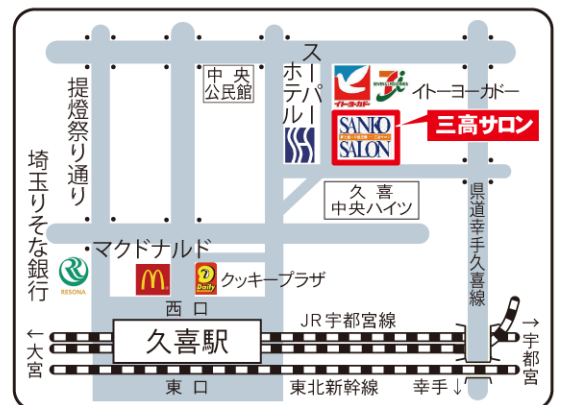 スーパーホテル
中央
公民館
イトーヨーカドー
SEVEN&i HOLDINGS
イトーヨーカドー
提燈祭り通り
SANKO
SALON
三高サロン
埼玉りそな銀行
久喜
中央ハイツ
県道幸手久喜線
マクドナルド
RESONA
Daily
クッキープラザ
西口
JR宇都宮線
←大宮
久喜駅
→宇都宮
東口
東北新幹線
幸手↓